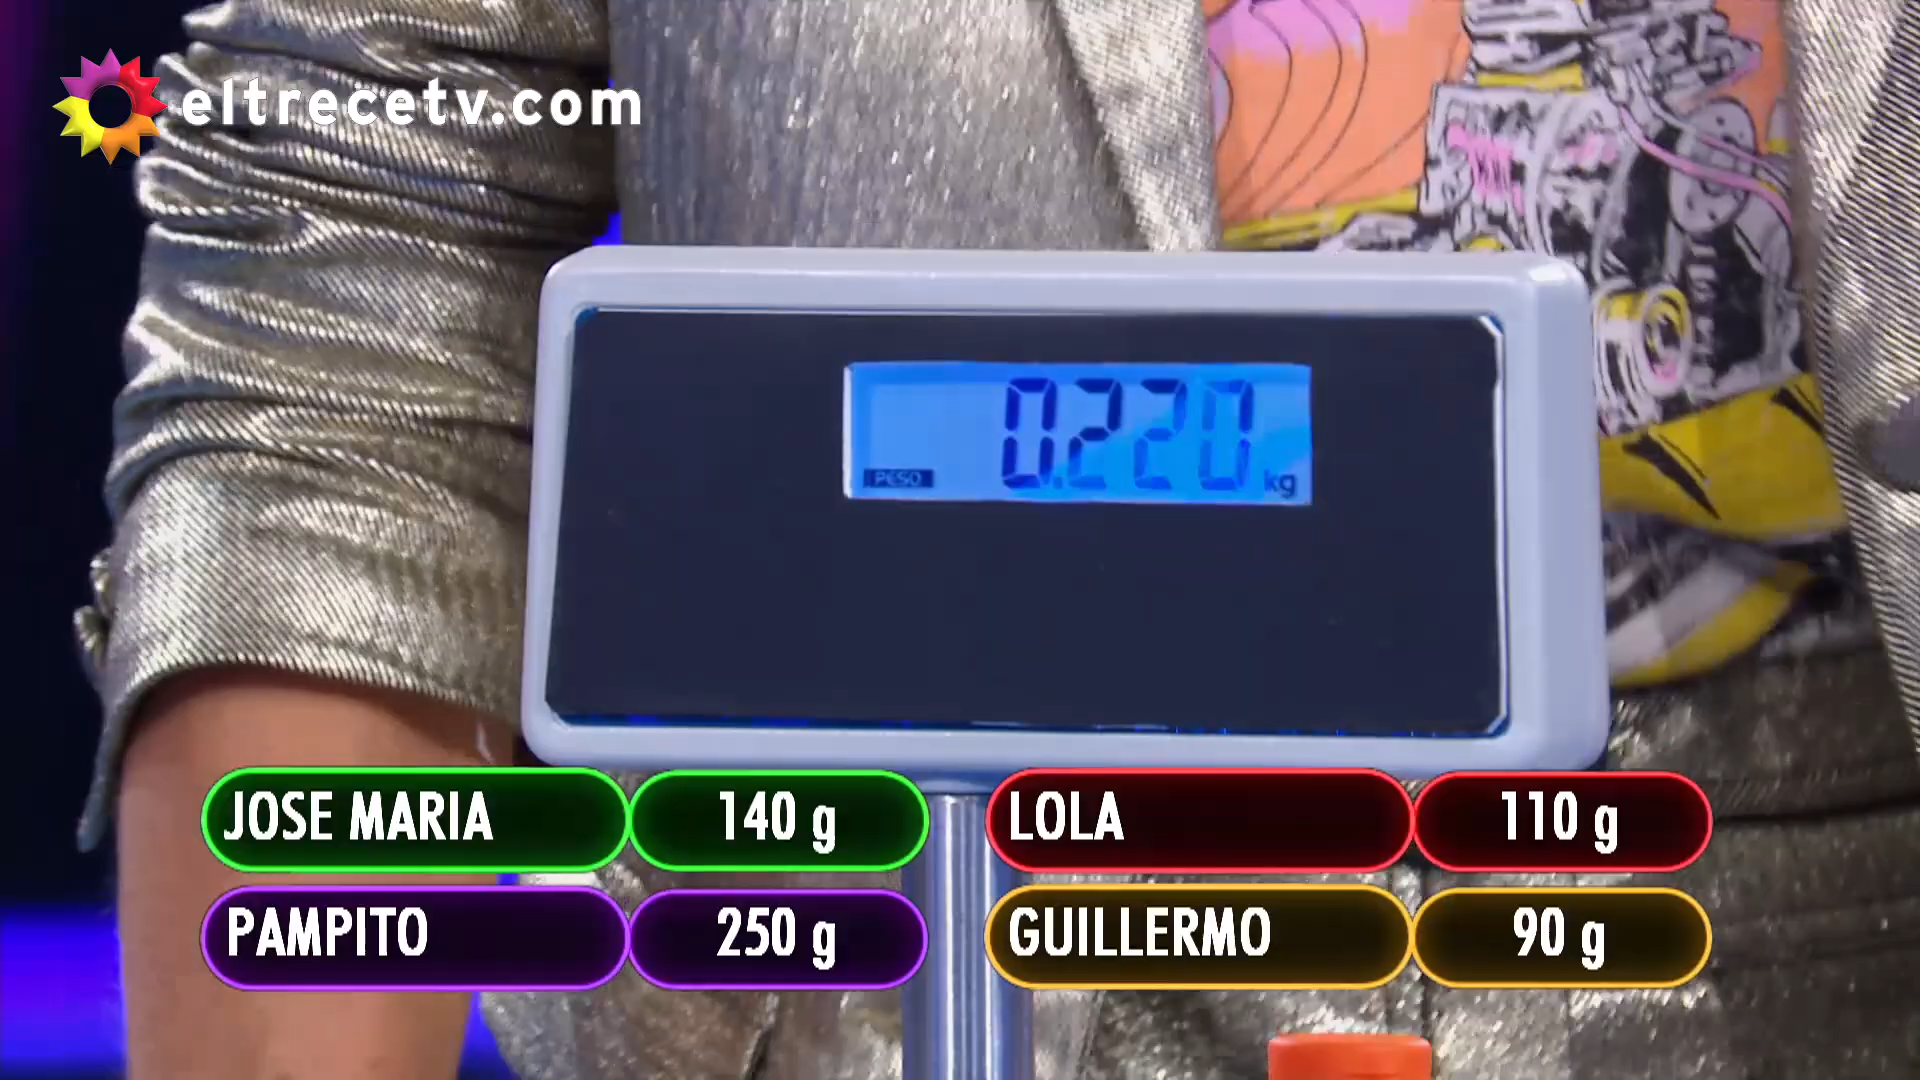 eltrecetv.com
0.220 kg
PESO
JOSE MARIA 140 g
LOLA 110 g
PAMPITO 250 g
GUILLERMO 90 g